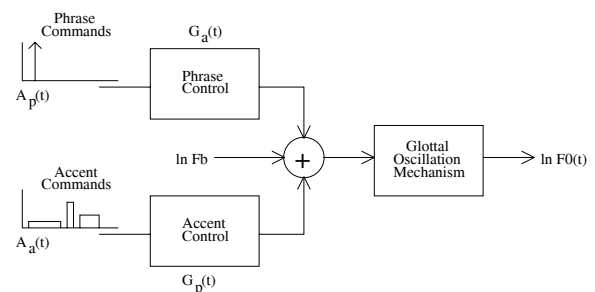 Phrase
Commands
A_p(t)
G_a(t)
Phrase
Control
ln Fb
+
Glottal
Oscillation
Mechanism
ln F0(t)
Accent
Commands
A_a(t)
Accent
Control
G_p(t)